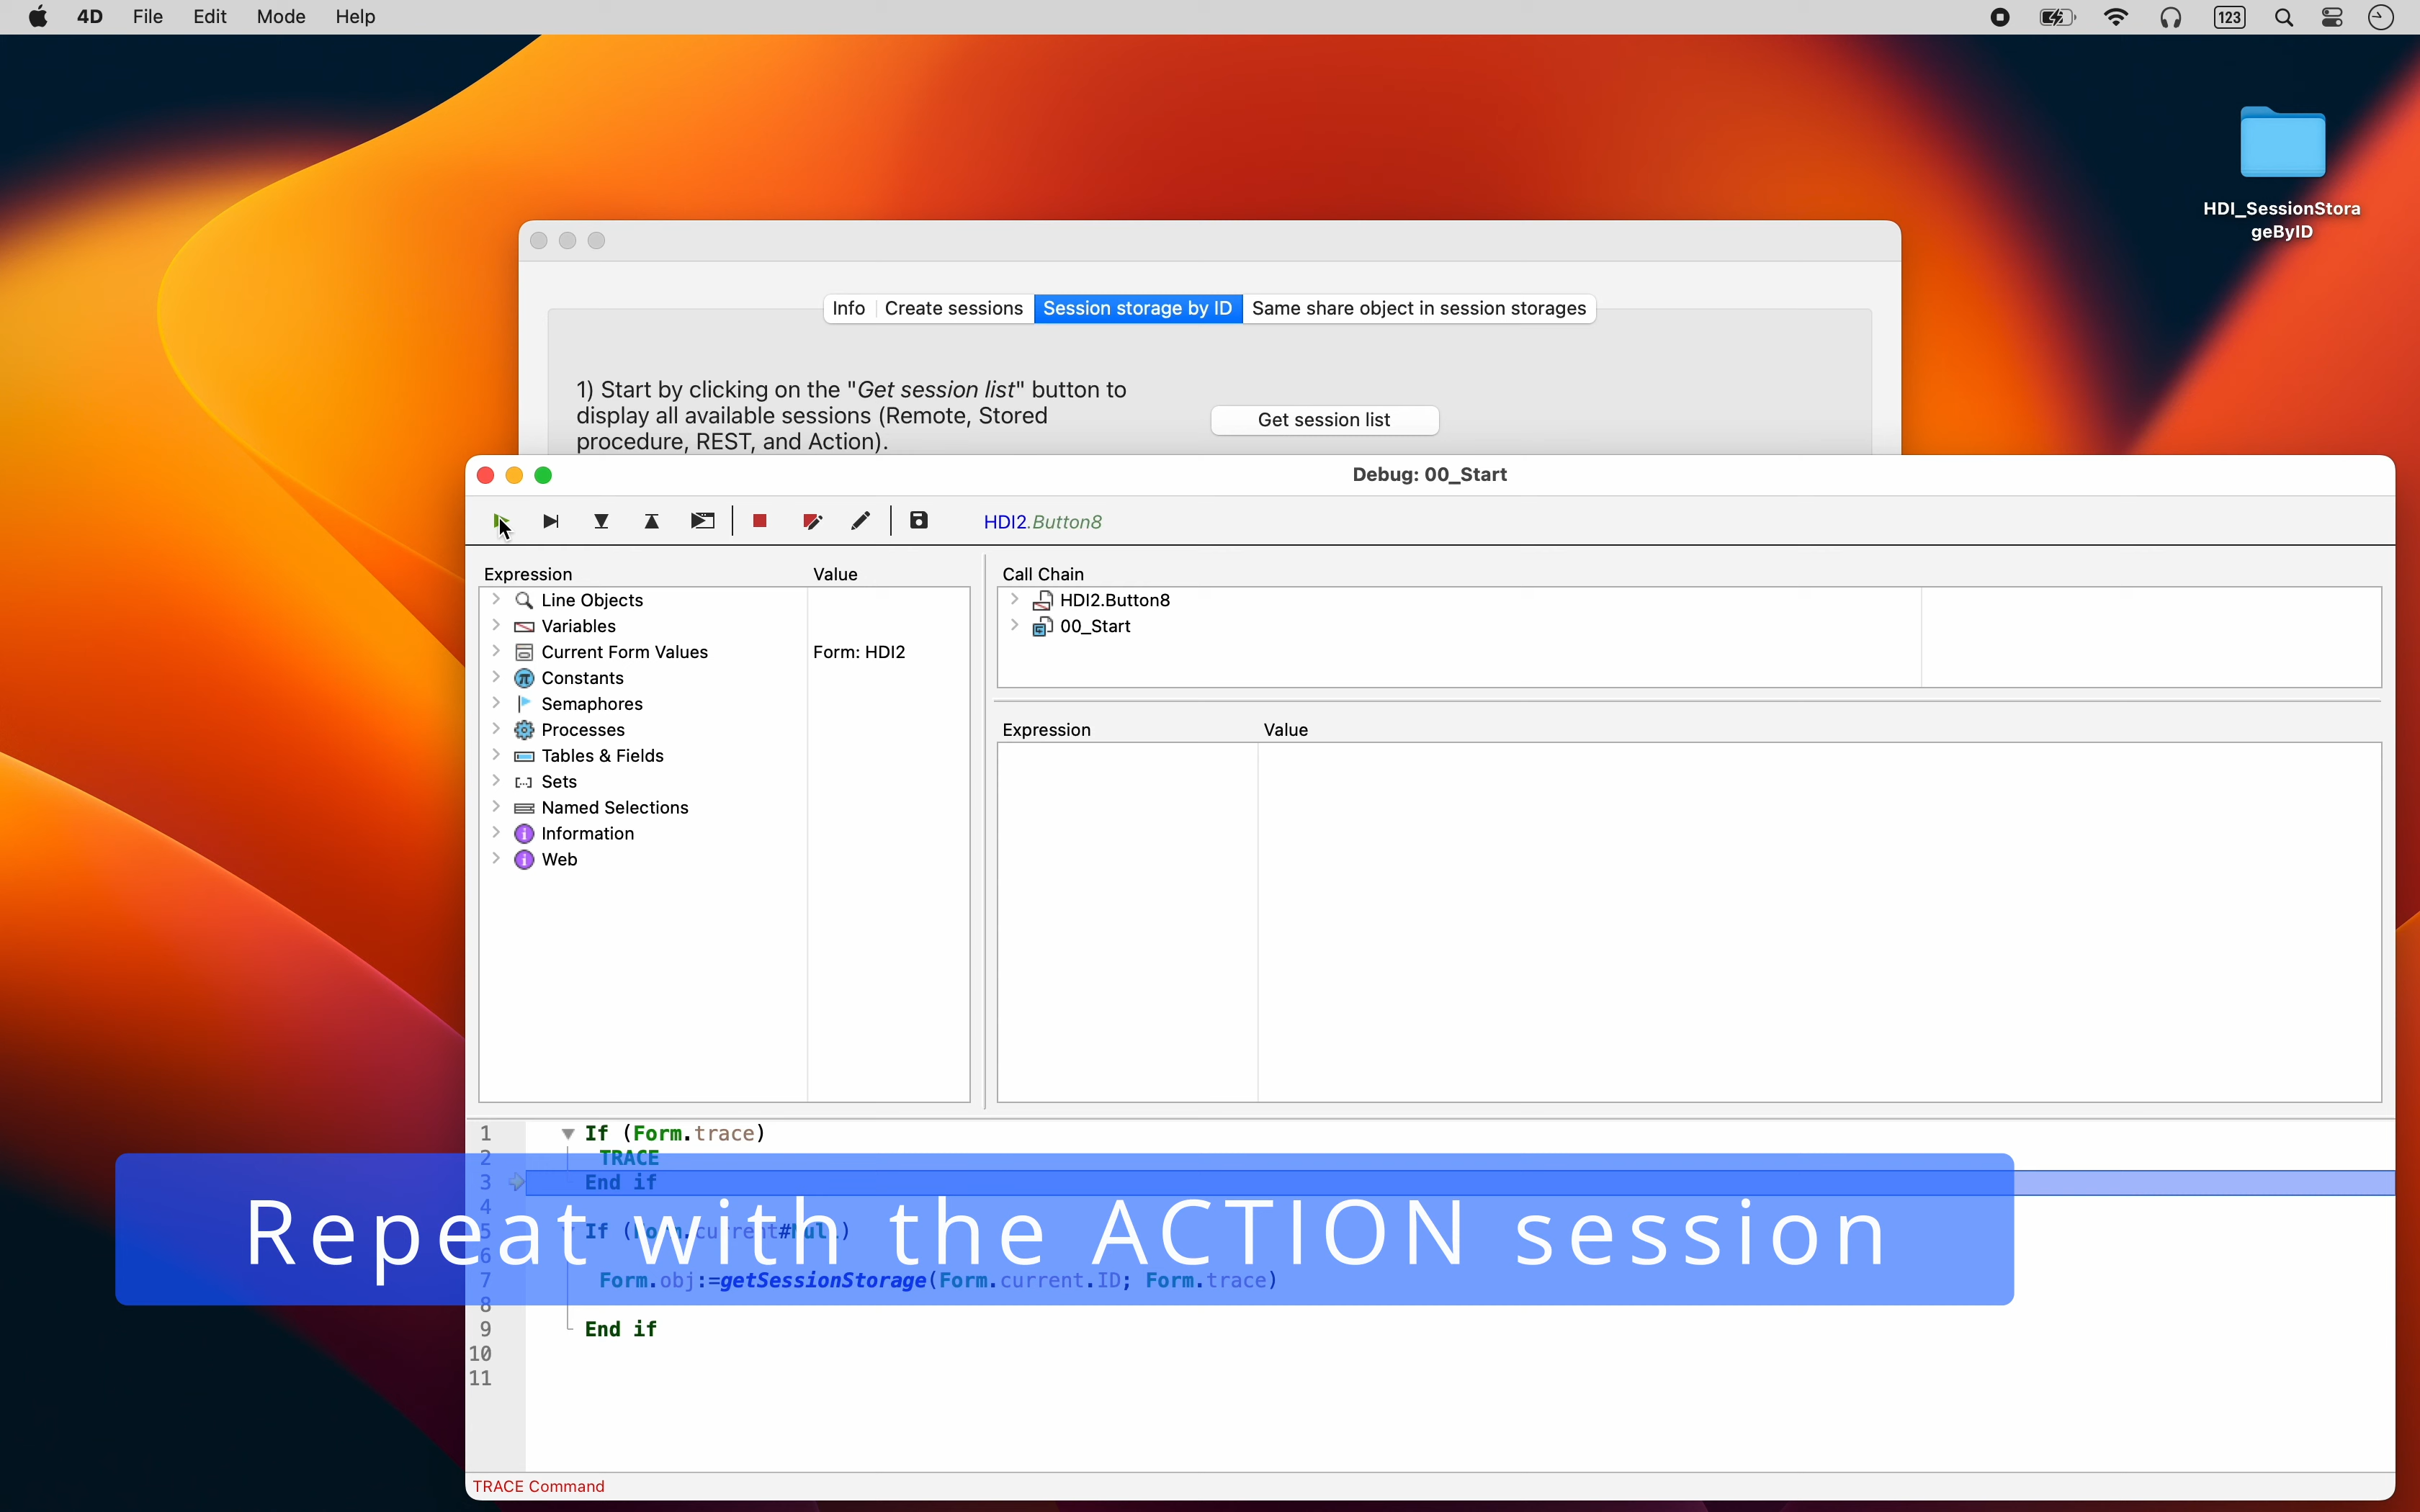 4D File Edit Mode Help
123
HDI_SessionStora
geByID
Info Create sessions Session storage by ID Same share object in session storages
1) Start by clicking on the "Get session list" button to
display all available sessions (Remote, Stored
procedure, REST, and Action).
Get session list
Debug: 00_Start
HDI2.Button8
Expression Value
Line Objects
Variables
Current Form Values Form: HDI2
Constants
Semaphores
Processes
Tables & Fields
Sets
Named Selections
Information
Web
Call Chain
HDI2.Button8
00_Start
Expression Value
1 If (Form.trace)
2 TRACE
3 End if
4
5 If (Form.current#Null)
6
Repeat with the ACTION session
7 Form.obj:=getSessionStorage(Form.current.ID; Form.trace)
8
9 End if
10
11
TRACE Command